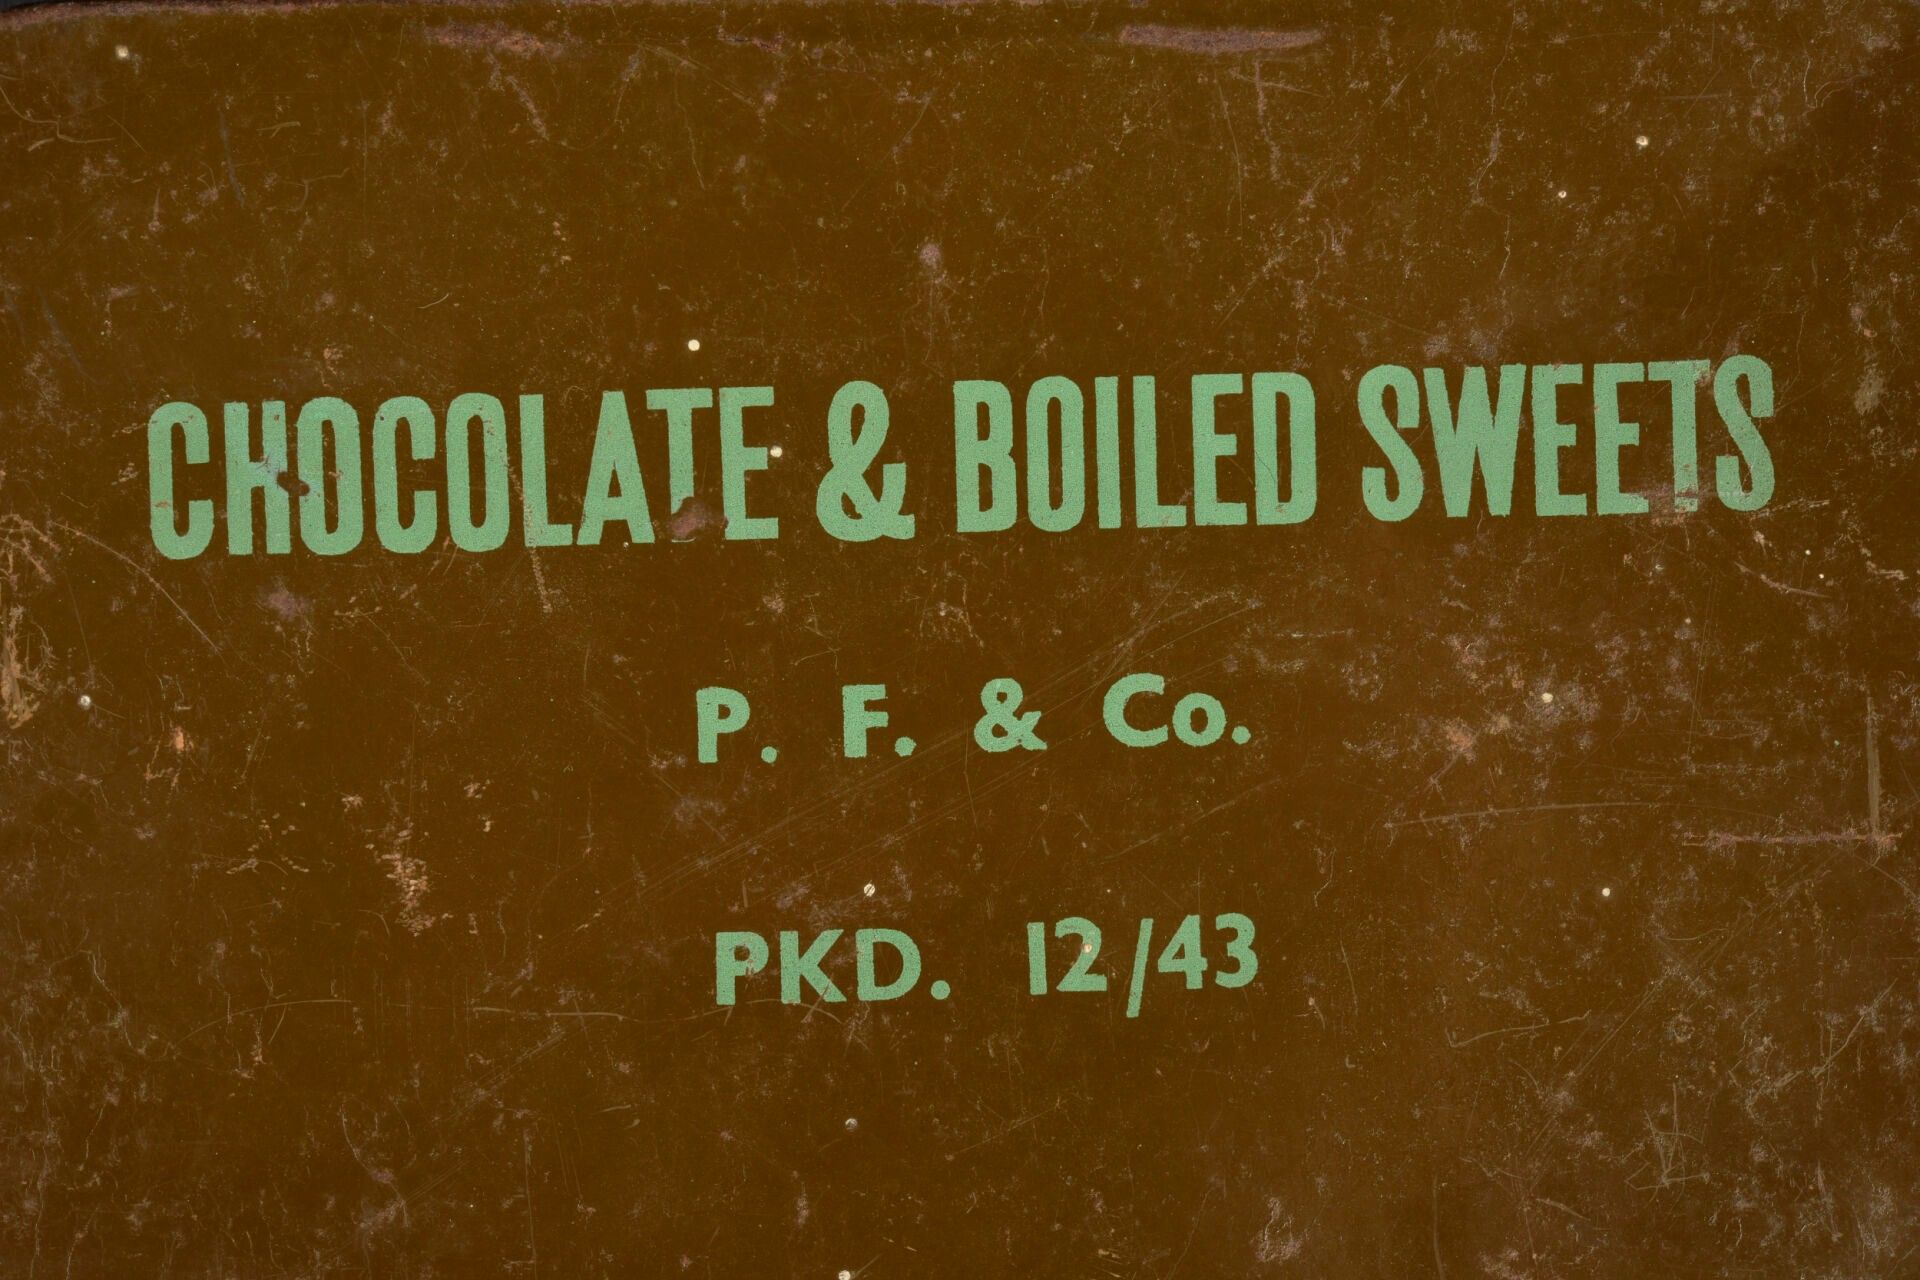 CHOCOLATE & BOILED SWEETS
P. F. & Co.
PKD. 12/43